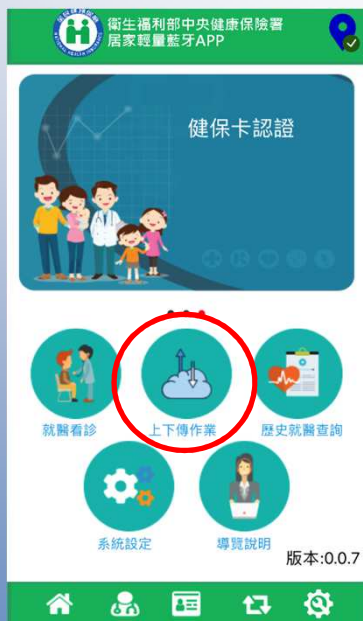 衛生福利部中央健康保險署
居家輕量藍牙APP
健保卡認證
就醫看診
上下傳作業
歷史就醫查詢
系統設定
導覽說明
版本:0.0.7